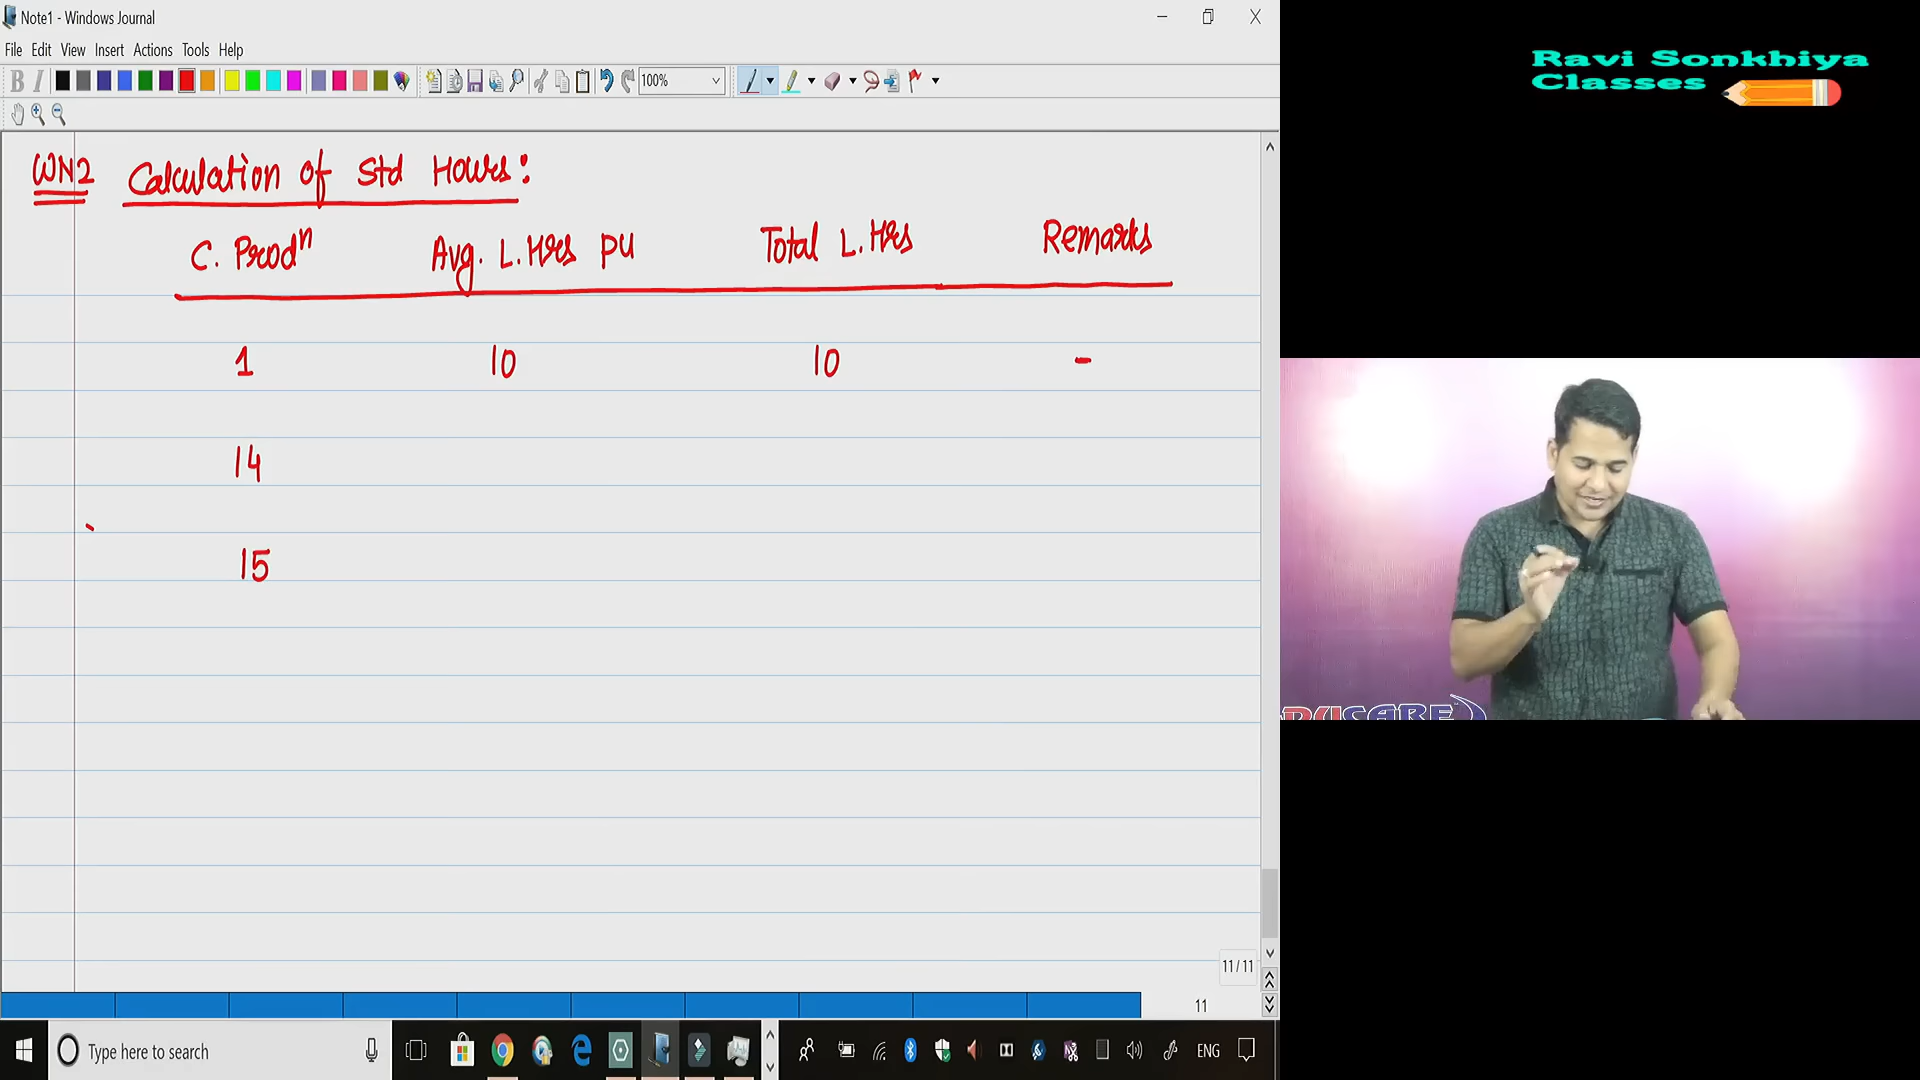 Note1 - Windows Journal
File Edit View Insert Actions Tools Help
B I 100%
WN2 Calculation of Std Hours:
C. Prodⁿ Avg. L.Hrs PU Total L.Hrs Remarks
1 10 10 -
14
15
11/11
11
Type here to search
ENG
Ravi Sonkhiya
Classes